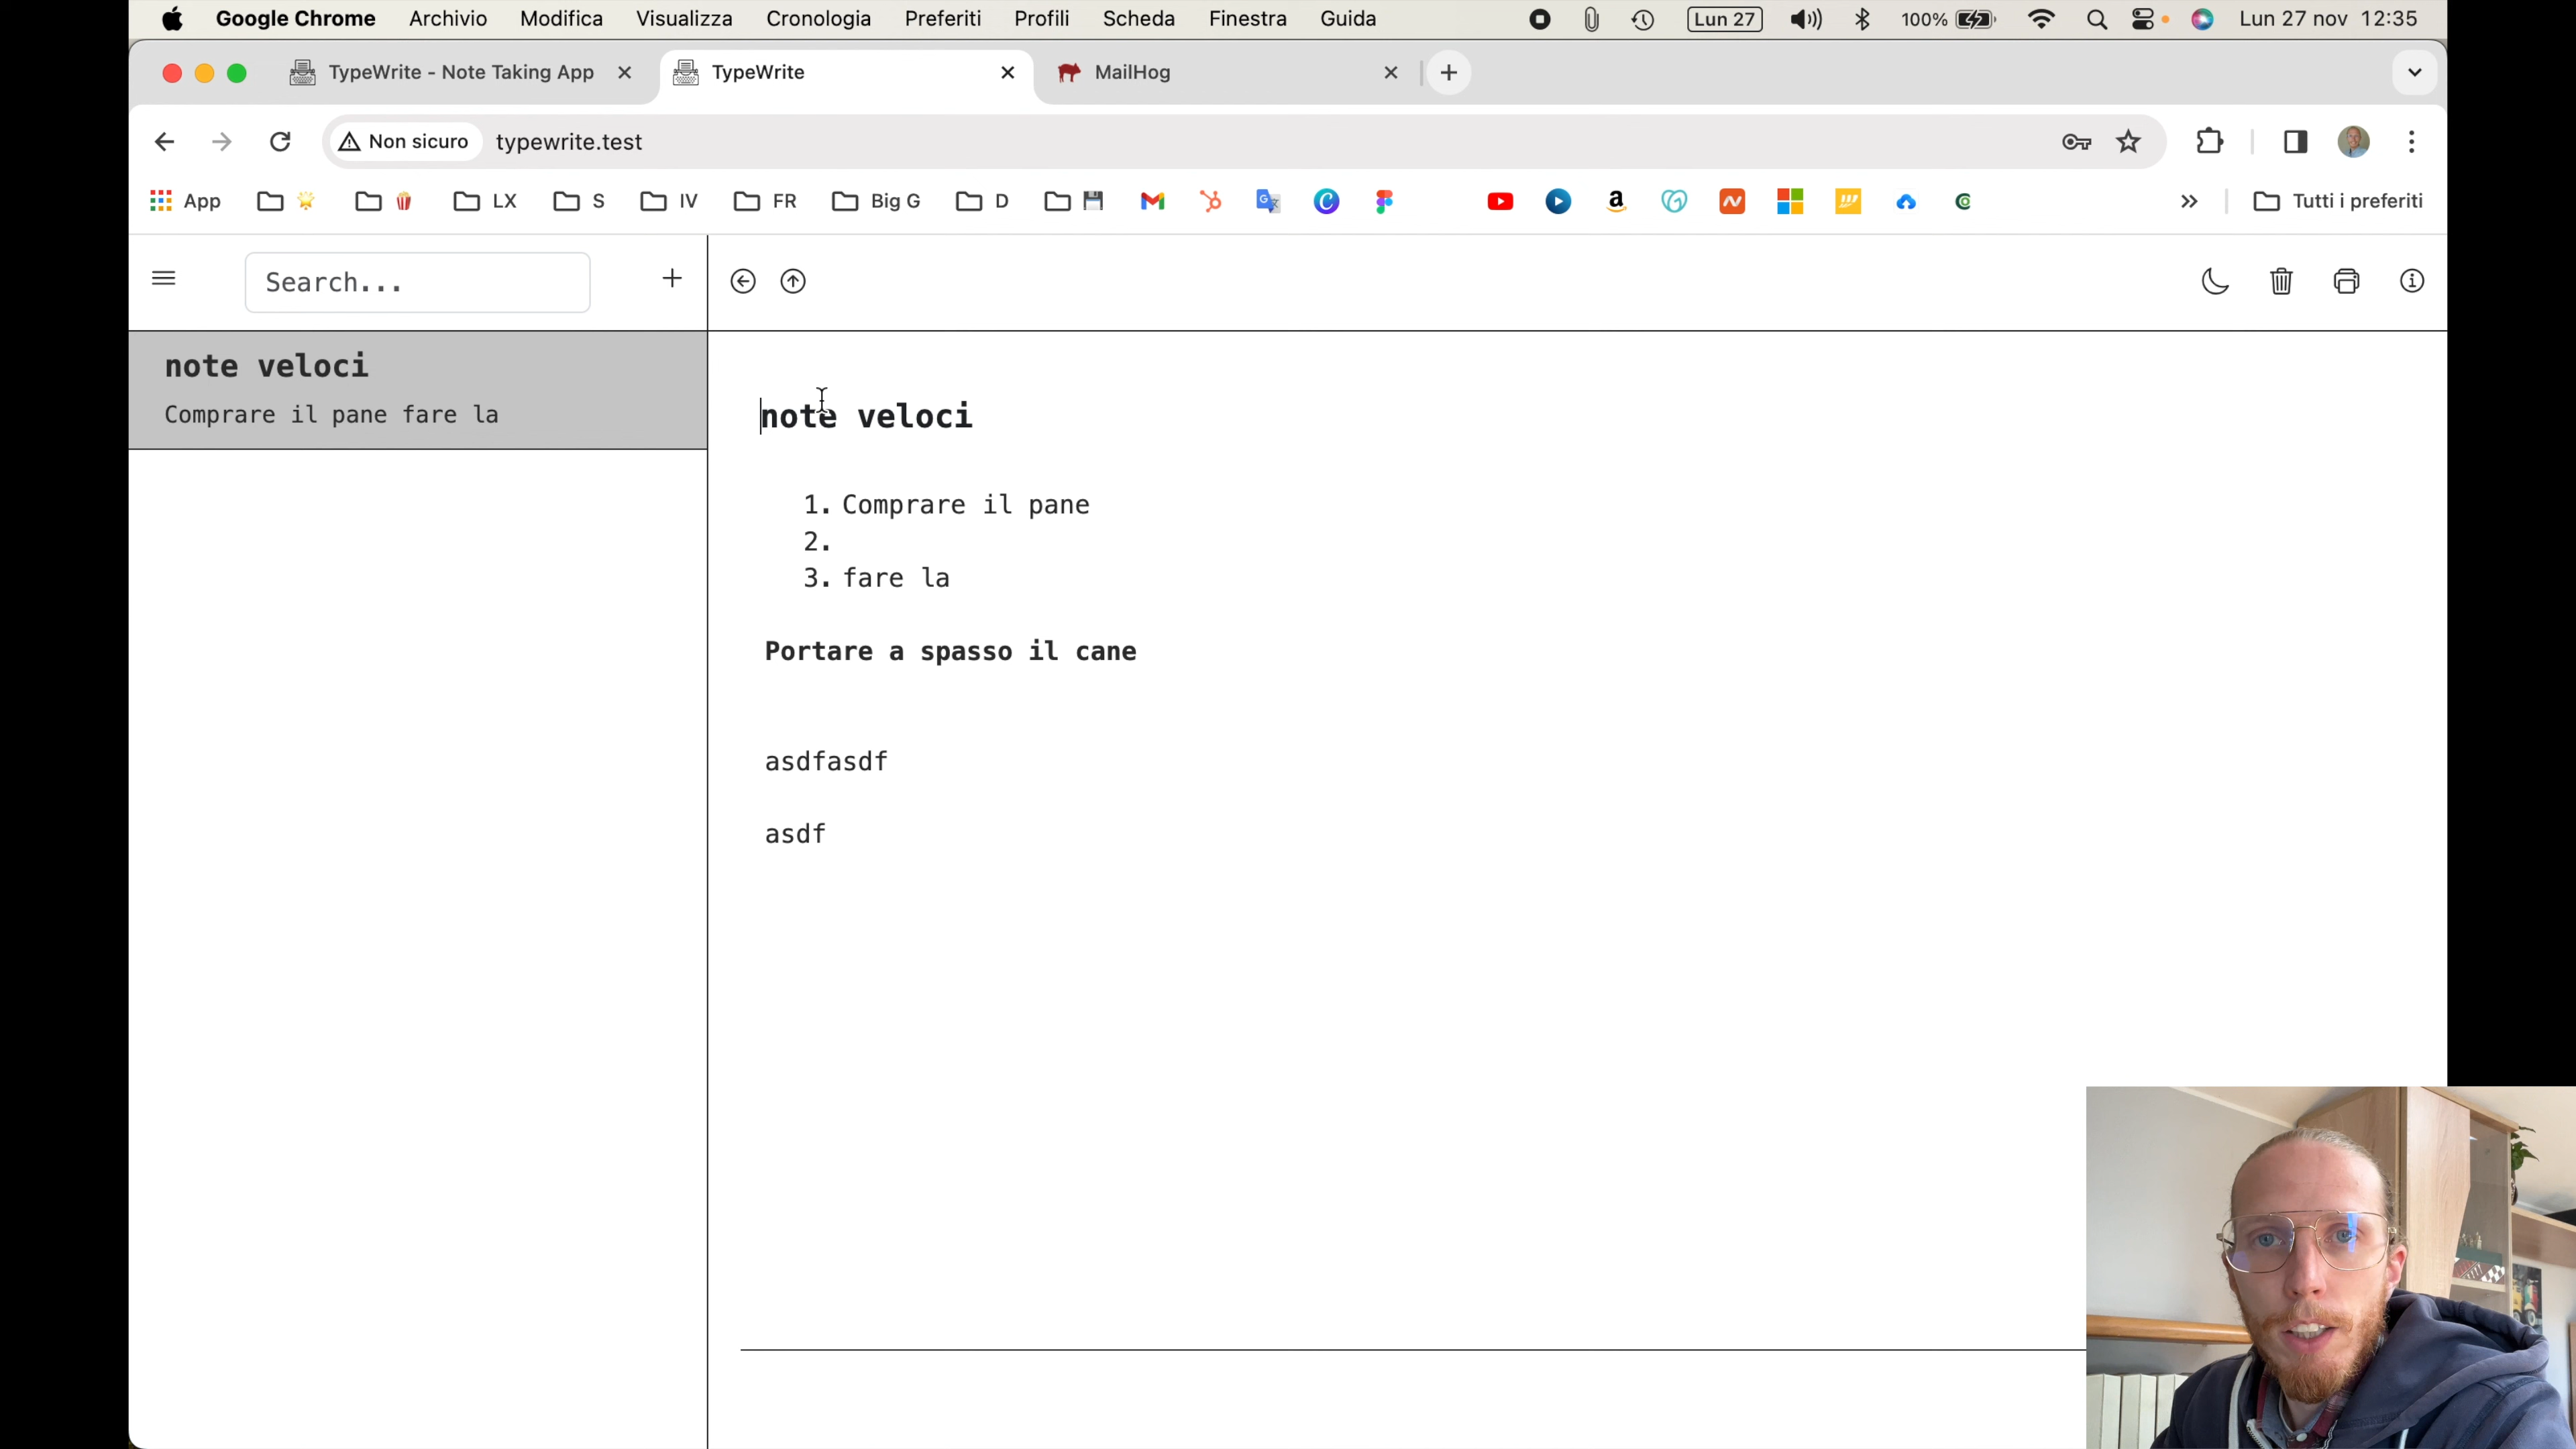 Google Chrome Archivio Modifica Visualizza Cronologia Preferiti Profili Scheda Finestra Guida Lun 27 100% Lun 27 nov 12:35
TypeWrite - Note Taking App TypeWrite MailHog
Non sicuro typewrite.test
App LX S IV FR Big G D Tutti i preferiti
Search...
note veloci
Comprare il pane fare la
note veloci
1. Comprare il pane
2.
3. fare la
Portare a spasso il cane
asdfasdf
asdf